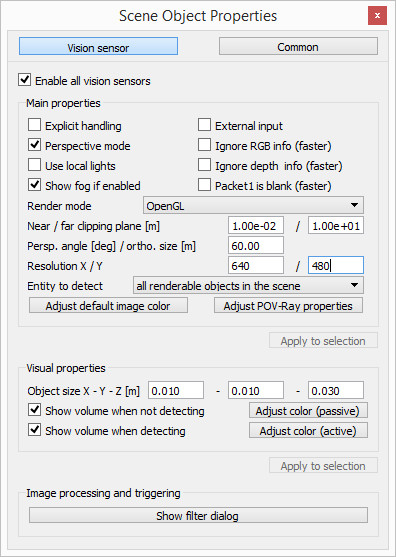 Scene Object Properties x
Vision sensor Common
Enable all vision sensors
Main properties
Explicit handling External input
Perspective mode Ignore RGB info (faster)
Use local lights Ignore depth info (faster)
Show fog if enabled Packet1 is blank (faster)
Render mode OpenGL
Near / far clipping plane [m] 1.00e-02 / 1.00e+01
Persp. angle [deg] / ortho. size [m] 60.00
Resolution X / Y 640 / 480
Entity to detect all renderable objects in the scene
Adjust default image color Adjust POV-Ray properties
Apply to selection
Visual properties
Object size X - Y - Z [m] 0.010 - 0.010 - 0.030
Show volume when not detecting Adjust color (passive)
Show volume when detecting Adjust color (active)
Apply to selection
Image processing and triggering
Show filter dialog